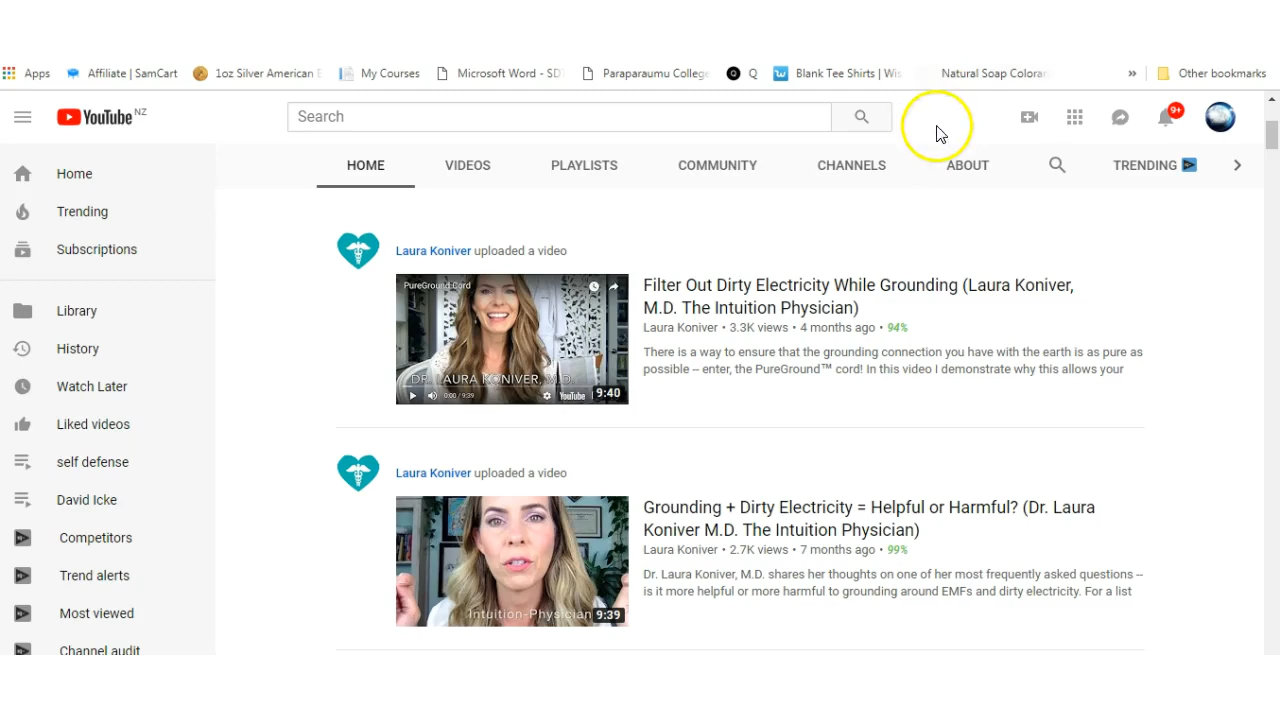 Apps Affiliate | SamCart 1oz Silver American E My Courses Microsoft Word - SD Paraparaumu College Q Blank Tee Shirts | Wis Natural Soap Coloran » Other bookmarks
YouTube NZ Search 9+
HOME VIDEOS PLAYLISTS COMMUNITY CHANNELS ABOUT TRENDING
Home
Trending
Subscriptions
Library
History
Watch Later
Liked videos
self defense
David Icke
Competitors
Trend alerts
Most viewed
Channel audit
Laura Koniver uploaded a video
PureGround Cord
DR. LAURA KONIVER, M.D.
0:00 / 9:39 YouTube
9:40
Filter Out Dirty Electricity While Grounding (Laura Koniver,
M.D. The Intuition Physician)
Laura Koniver • 3.3K views • 4 months ago • 94%
There is a way to ensure that the grounding connection you have with the earth is as pure as
possible -- enter, the PureGround™ cord! In this video I demonstrate why this allows your
Laura Koniver uploaded a video
Intuition-Physician
9:39
Grounding + Dirty Electricity = Helpful or Harmful? (Dr. Laura
Koniver M.D. The Intuition Physician)
Laura Koniver • 2.7K views • 7 months ago • 99%
Dr. Laura Koniver, M.D. shares her thoughts on one of her most frequently asked questions --
is it more helpful or more harmful to grounding around EMFs and dirty electricity. For a list